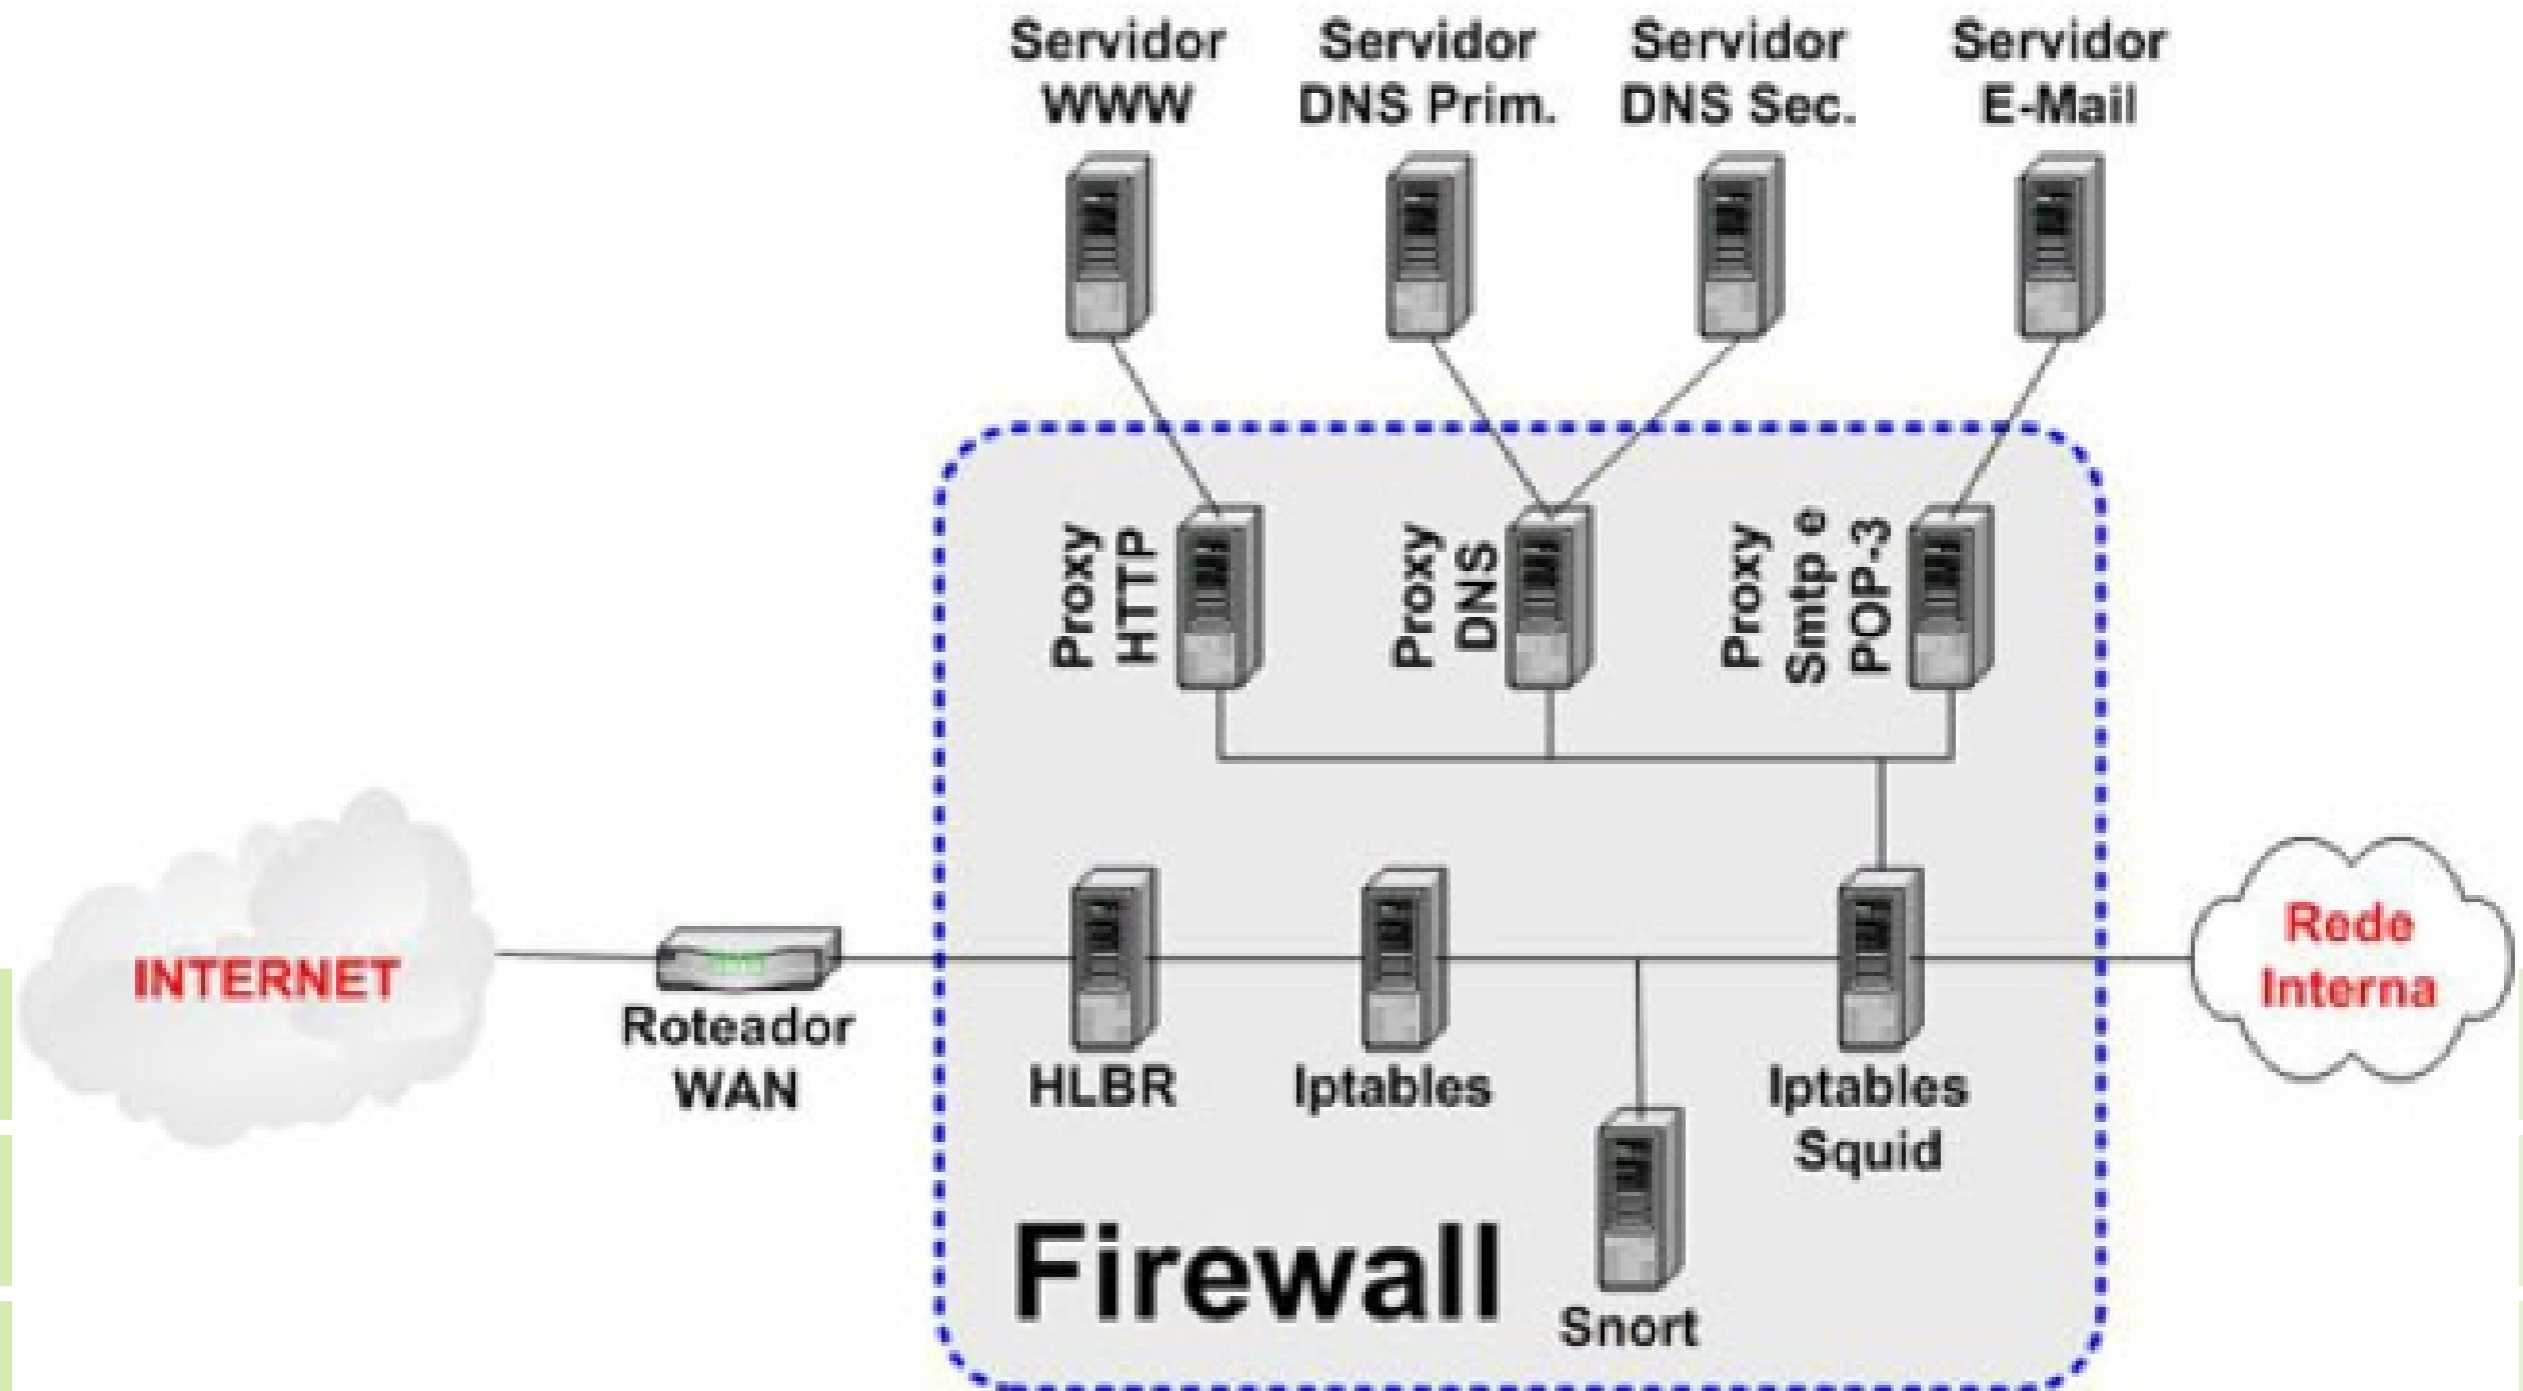 Servidor
WWW
Servidor
DNS Prim.
Servidor
DNS Sec.
Servidor
E-Mail
Proxy
HTTP
Proxy
DNS
Proxy
Smtp e
POP-3
INTERNET
Roteador
WAN
HLBR
Iptables
Iptables
Squid
Rede
Interna
Firewall
Snort